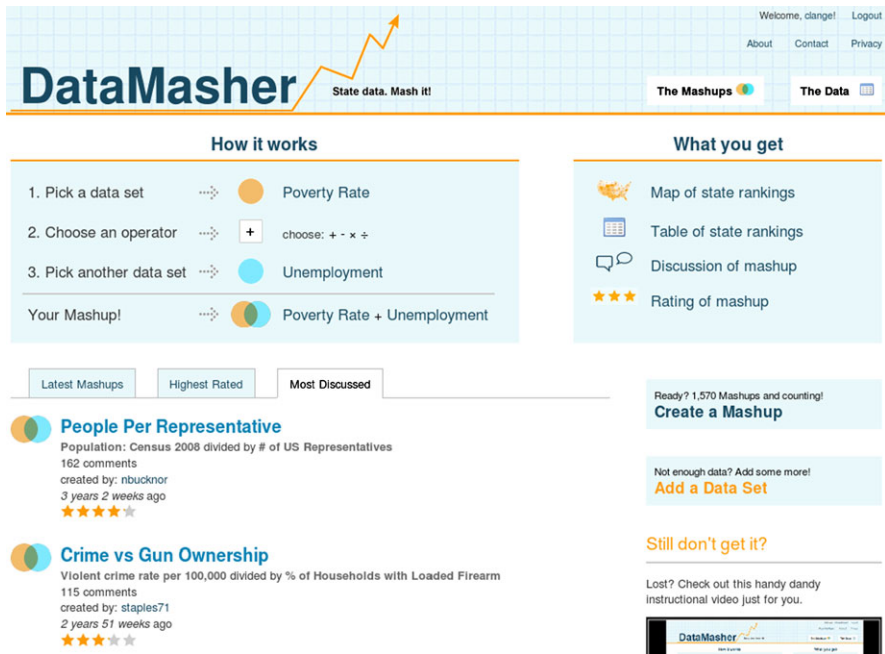 Welcome, clange! Logout
About Contact Privacy
DataMasher
State data. Mash it!
The Mashups The Data
How it works
1. Pick a data set Poverty Rate
2. Choose an operator + choose: + - × ÷
3. Pick another data set Unemployment
Your Mashup! Poverty Rate + Unemployment
What you get
Map of state rankings
Table of state rankings
Discussion of mashup
Rating of mashup
Latest Mashups Highest Rated Most Discussed
People Per Representative
Population: Census 2008 divided by # of US Representatives
162 comments
created by: nbucknor
3 years 2 weeks ago
Crime vs Gun Ownership
Violent crime rate per 100,000 divided by % of Households with Loaded Firearm
115 comments
created by: staples71
2 years 51 weeks ago
Ready? 1,570 Mashups and counting!
Create a Mashup
Not enough data? Add some more!
Add a Data Set
Still don't get it?
Lost? Check out this handy dandy
instructional video just for you.
DataMasher